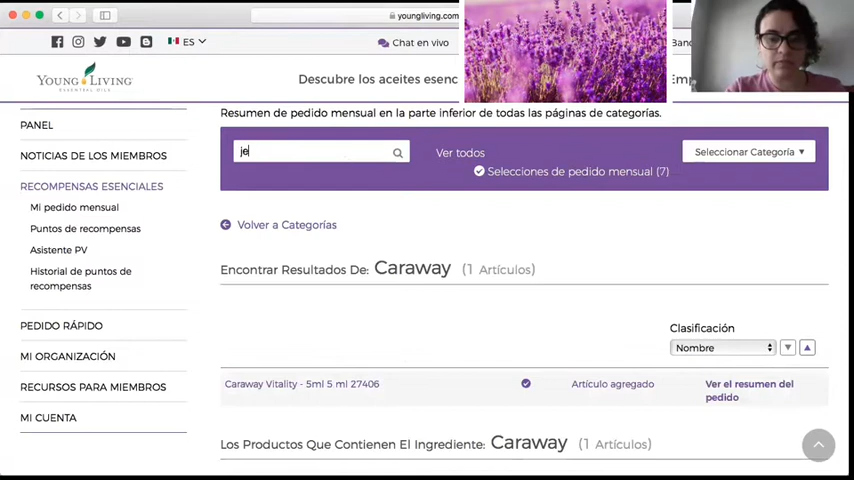 youngliving.com
ES
Chat en vivo
YOUNG LIVING
ESSENTIAL OILS
Descubre los aceites esenc
Resumen de pedido mensual en la parte inferior de todas las páginas de categorías.
PANEL
NOTICIAS DE LOS MIEMBROS
RECOMPENSAS ESENCIALES
Mi pedido mensual
Puntos de recompensas
Asistente PV
Historial de puntos de
recompensas
PEDIDO RÁPIDO
MI ORGANIZACIÓN
RECURSOS PARA MIEMBROS
MI CUENTA
je
Ver todos
Seleccionar Categoría
Selecciones de pedido mensual (7)
Volver a Categorías
Encontrar Resultados De: Caraway (1 Artículos)
Clasificación
Nombre
Caraway Vitality - 5ml 5 ml 27406
Artículo agregado
Ver el resumen del
pedido
Los Productos Que Contienen El Ingrediente: Caraway (1 Artículos)